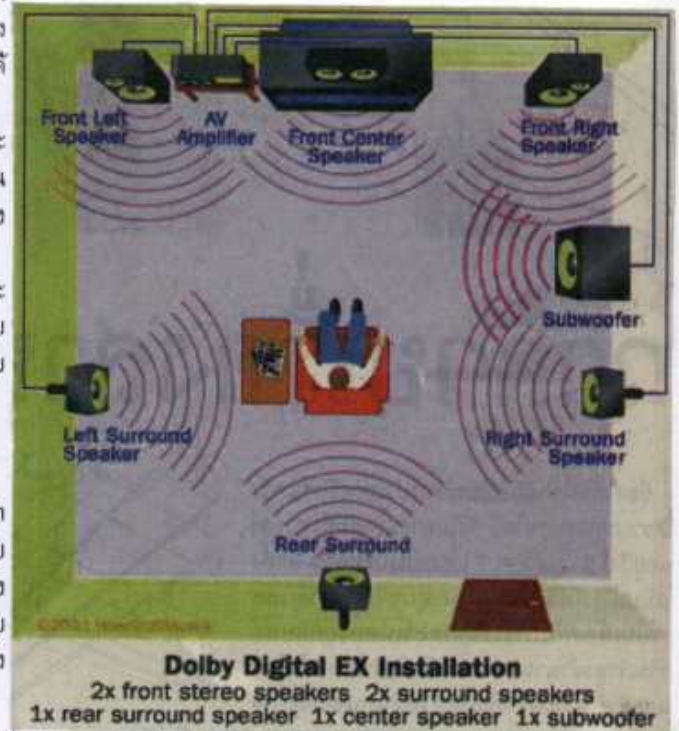 Front Left
Speaker
AV
Amplifier
Front Center
Speaker
Front Right
Speaker
Subwoofer
Left Surround
Speaker
Right Surround
Speaker
Rear Surround
Dolby Digital EX Installation
2x front stereo speakers 2x surround speakers
1x rear surround speaker 1x center speaker 1x subwoofer